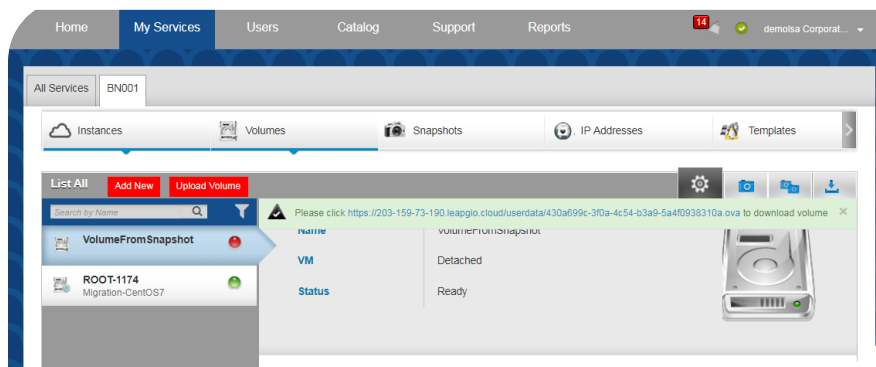 Home My Services Users Catalog Support Reports 14 demolsa Corporat...
All Services BN001
Instances Volumes Snapshots IP Addresses Templates
List All Add New Upload Volume
Search by Name
Please click https://203-159-73-190.leapgio.cloud/userdata/430a699c-3f0a-4c54-b3a9-5a4f0938310a.ova to download volume ×
Name VolumeFromSnapshot
VolumeFromSnapshot
VM Detached
ROOT-1174
Migration-CentOS7
Status Ready